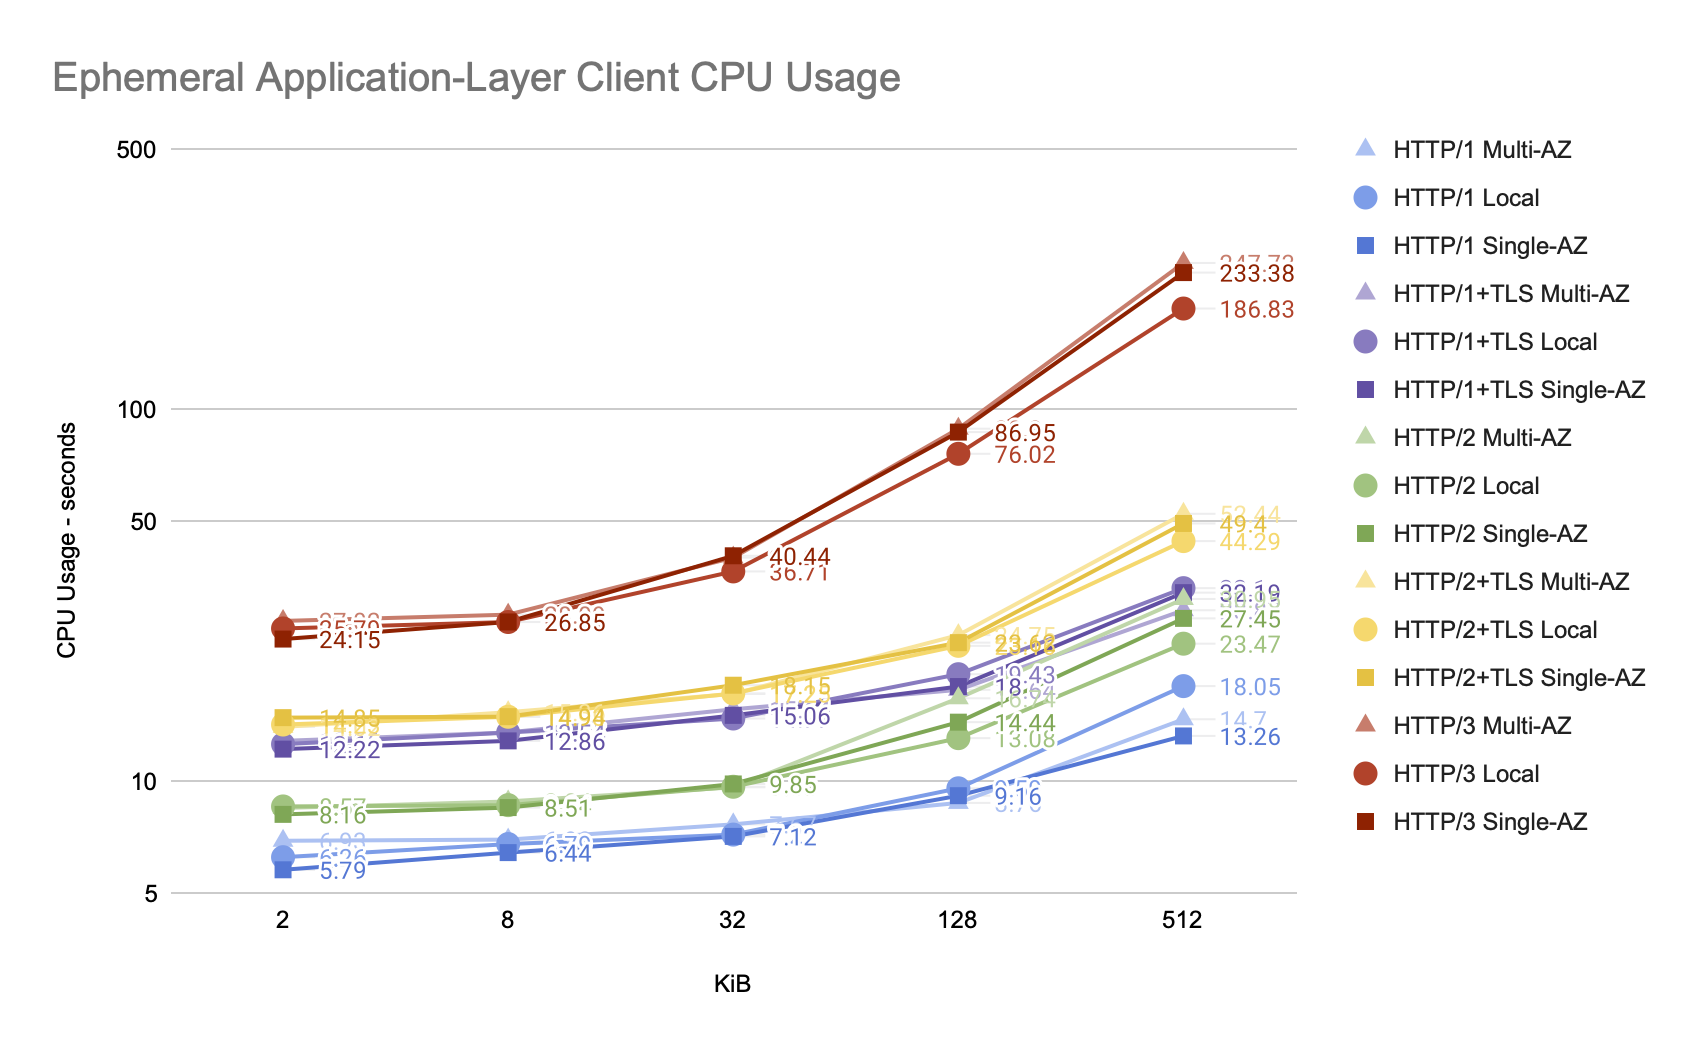 Ephemeral Application-Layer Client CPU Usage
500
100
50
10
5
CPU Usage - seconds
2
8
32
128
512
KiB
HTTP/1 Multi-AZ
HTTP/1 Local
HTTP/1 Single-AZ
HTTP/1+TLS Multi-AZ
HTTP/1+TLS Local
HTTP/1+TLS Single-AZ
HTTP/2 Multi-AZ
HTTP/2 Local
HTTP/2 Single-AZ
HTTP/2+TLS Multi-AZ
HTTP/2+TLS Local
HTTP/2+TLS Single-AZ
HTTP/3 Multi-AZ
HTTP/3 Local
HTTP/3 Single-AZ
24.15
14.85
12.22
8.16
5.79
26.85
14.94
12.86
8.51
6.44
40.44
36.71
18.15
15.06
9.85
7.12
86.95
76.02
23.68
19.43
14.44
13.08
9.16
233.38
186.83
49.4
44.29
32.19
27.45
23.47
18.05
14.7
13.26